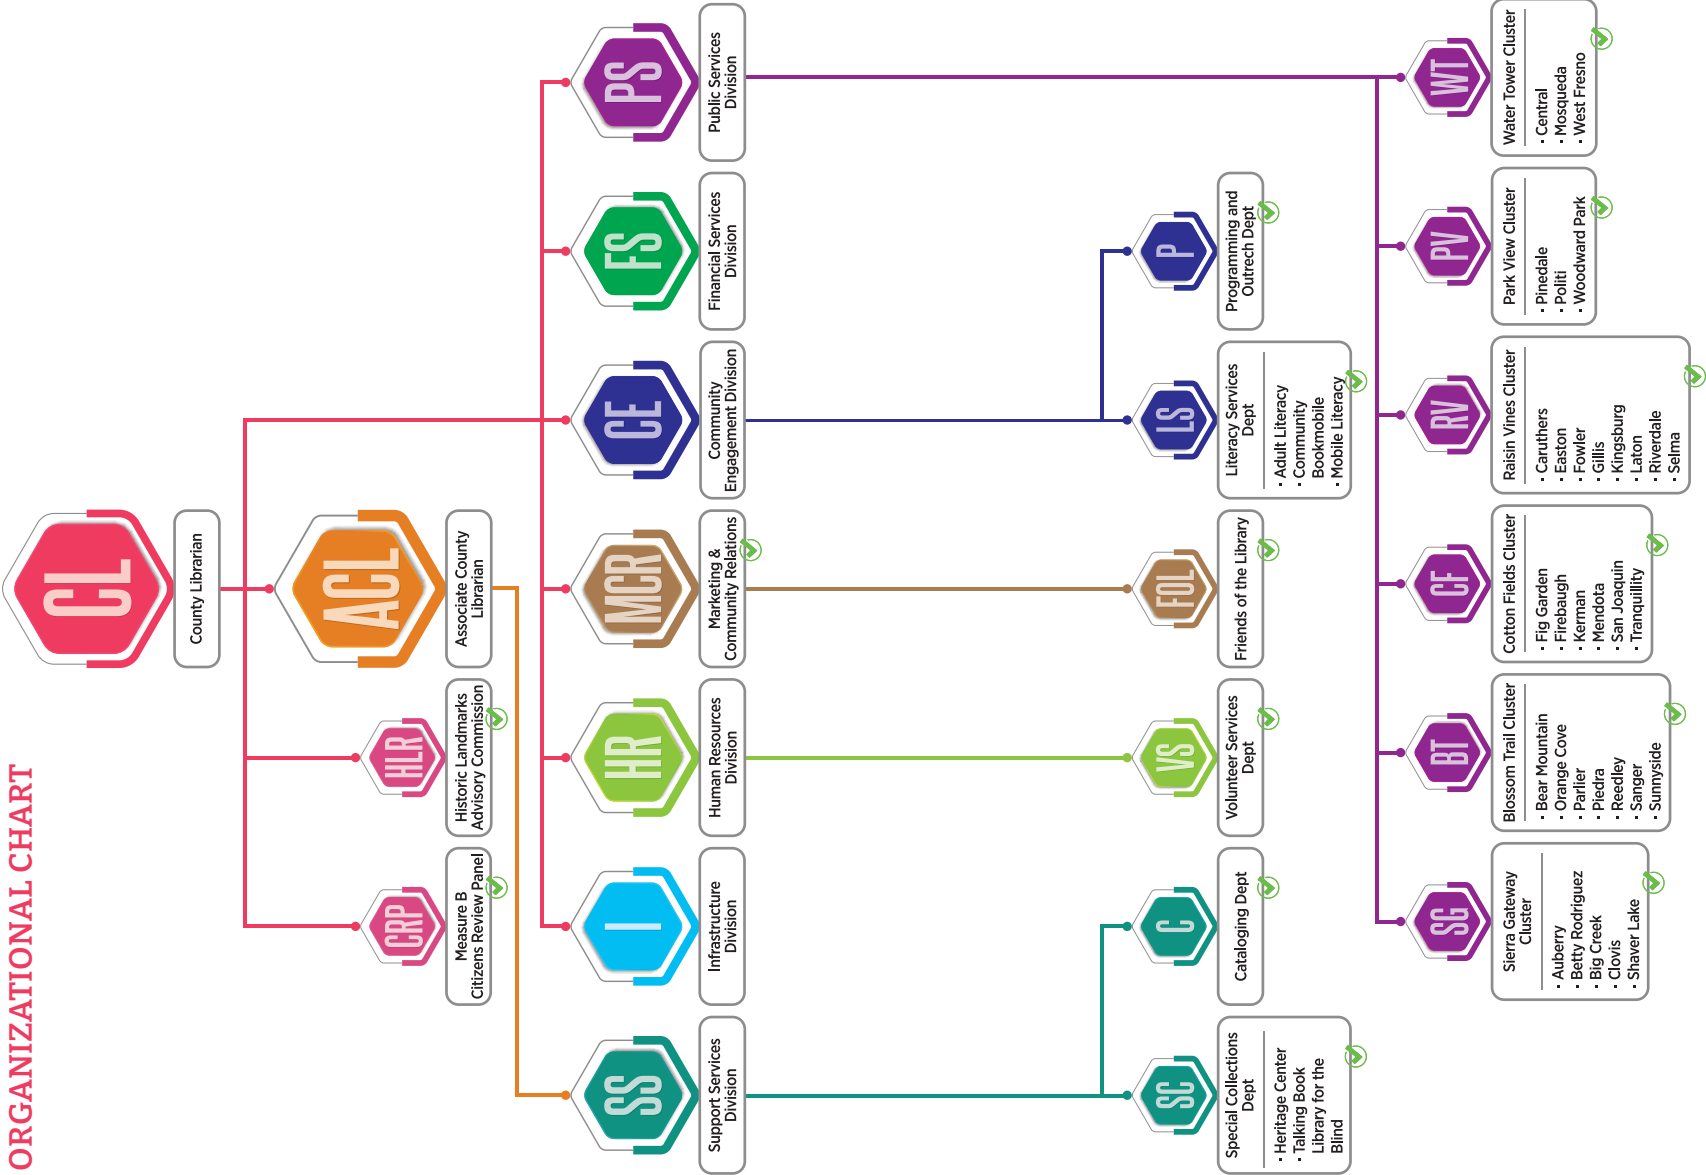 ORGANIZATIONAL CHART
CL
County Librarian
CRP
Measure B
Citizens Review Panel
HLR
Historic Landmarks
Advisory Commission
ACL
Associate County
Librarian
SS
Support Services
Division
I
Infrastructure
Division
HR
Human Resources
Division
MCR
Marketing &
Community Relations
CE
Community
Engagement Division
FS
Financial Services
Division
PS
Public Services
Division
SC
Special Collections
Dept
· Heritage Center
· Talking Book
Library for the
Blind
C
Cataloging Dept
VS
Volunteer Services
Dept
FOL
Friends of the Library
LS
Literacy Services
Dept
· Adult Literacy
· Community
Bookmobile
· Mobile Literacy
P
Programming and
Outrech Dept
SG
Sierra Gateway
Cluster
· Auberry
· Betty Rodriguez
· Big Creek
· Clovis
· Shaver Lake
BT
Blossom Trail Cluster
· Bear Mountain
· Orange Cove
· Parlier
· Piedra
· Reedley
· Sanger
· Sunnyside
CF
Cotton Fields Cluster
· Fig Garden
· Firebaugh
· Kerman
· Mendota
· San Joaquin
· Tranquillity
RV
Raisin Vines Cluster
· Caruthers
· Easton
· Fowler
· Gillis
· Kingsburg
· Laton
· Riverdale
· Selma
PV
Park View Cluster
· Pinedale
· Politi
· Woodward Park
WT
Water Tower Cluster
· Central
· Mosqueda
· West Fresno